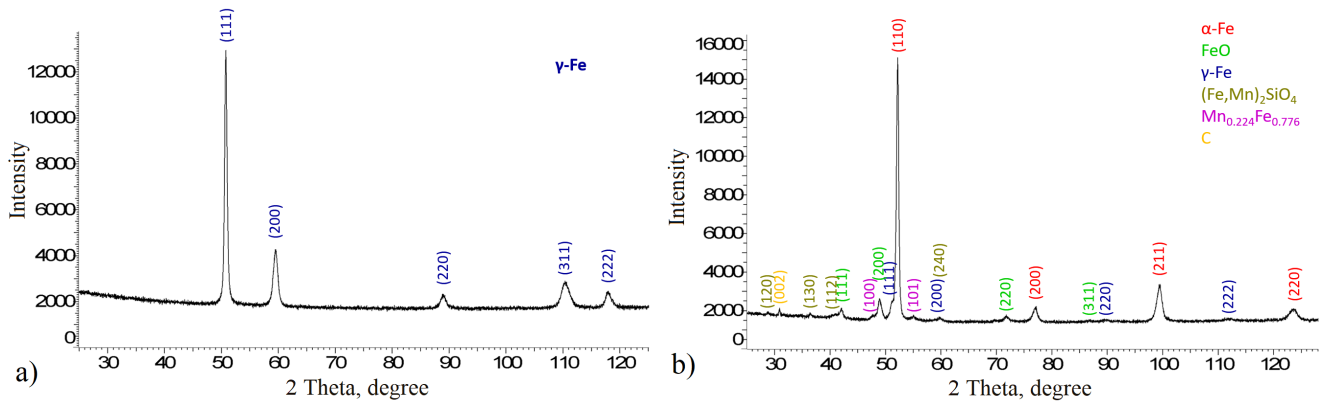 (111)
γ-Fe
(200)
(220)
(311)
(222)
12000
10000
8000
6000
4000
2000
0
Intensity
30 40 50 60 70 80 90 100 110 120
2 Theta, degree
a)
(110)
α-Fe
FeO
γ-Fe
(Fe,Mn)₂SiO₄
Mn₀.₂₂₄Fe₀.₇₇₆
C
16000
14000
12000
10000
8000
6000
4000
2000
0
Intensity
(120)
(002)
(130)
(112)
(111)
(100)
(200)
(111)
(101)
(200)
(240)
(220)
(200)
(311)
(220)
(211)
(222)
(220)
30 40 50 60 70 80 90 100 110 120
2 Theta, degree
b)